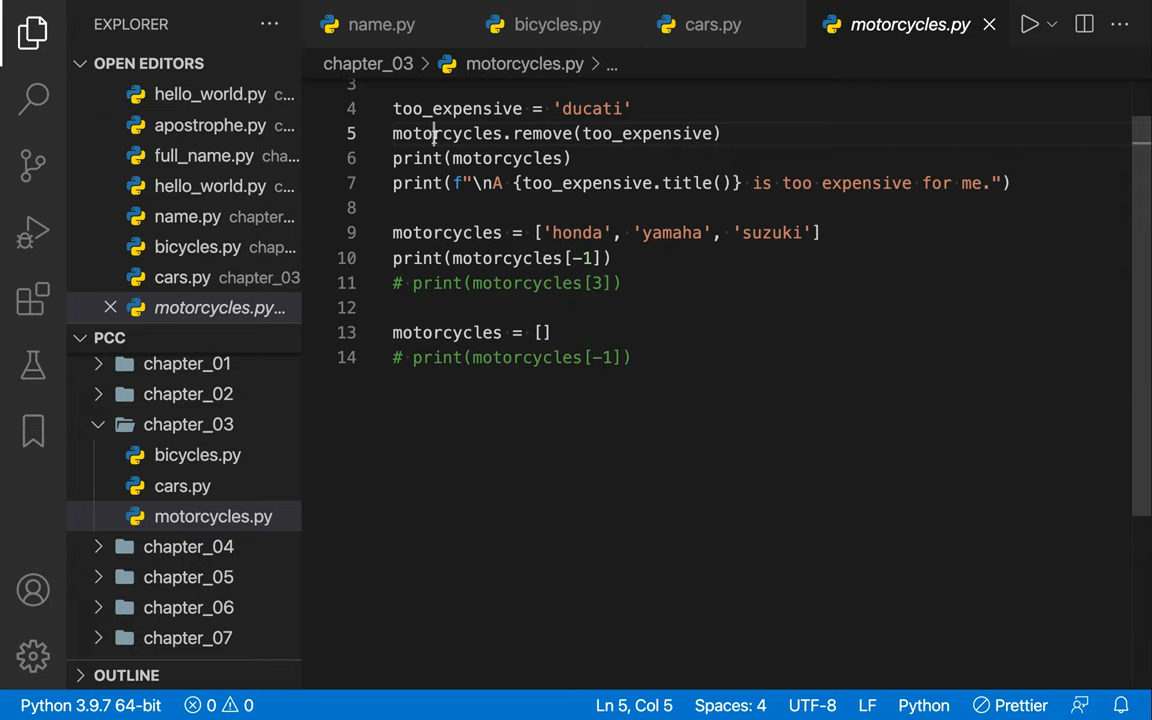 EXPLORER
name.py
bicycles.py
cars.py
motorcycles.py
OPEN EDITORS
hello_world.py c...
apostrophe.py c...
full_name.py cha...
hello_world.py c...
name.py chapter...
bicycles.py chap...
cars.py chapter_03
motorcycles.py...
PCC
chapter_01
chapter_02
chapter_03
bicycles.py
cars.py
motorcycles.py
chapter_04
chapter_05
chapter_06
chapter_07
OUTLINE
chapter_03 > motorcycles.py > ...
3
4 too_expensive = 'ducati'
5 motorcycles.remove(too_expensive)
6 print(motorcycles)
7 print(f"\nA {too_expensive.title()} is too expensive for me.")
8
9 motorcycles = ['honda', 'yamaha', 'suzuki']
10 print(motorcycles[-1])
11 # print(motorcycles[3])
12
13 motorcycles = []
14 # print(motorcycles[-1])
Python 3.9.7 64-bit 0 0 Ln 5, Col 5 Spaces: 4 UTF-8 LF Python Prettier